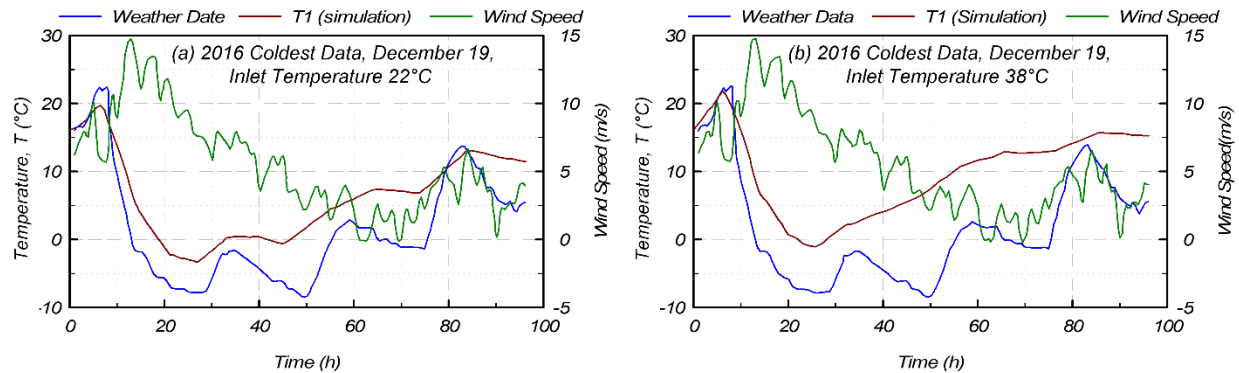 Weather Date T1 (simulation) Wind Speed
(a) 2016 Coldest Data, December 19,
Inlet Temperature 22°C
Temperature, T (°C)
30
20
10
0
-10
15
10
5
0
-5
Wind Speed (m/s)
0 20 40 60 80 100
Time (h)
Weather Data T1 (Simulation) Wind Speed
(b) 2016 Coldest Data, December 19,
Inlet Temperature 38°C
Temperature, T (°C)
30
20
10
0
-10
15
10
5
0
-5
Wind Speed(m/s)
0 20 40 60 80 100
Time (h)